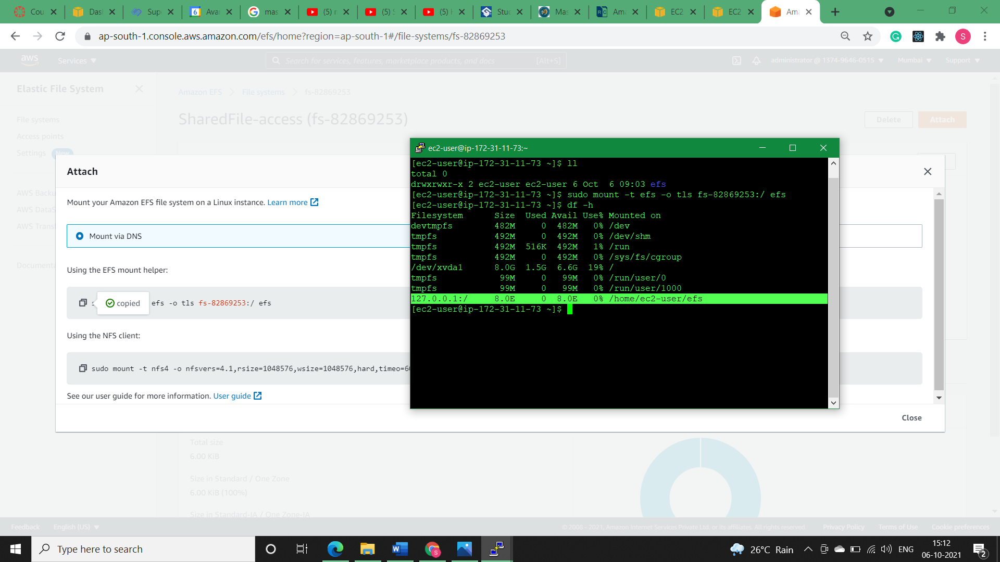 Cou
Das
Sup
6
Avar
mas
(5) r
(5) S
(5) F
Stuc
Mas
RC
Am
EC2
EC2
Am
ap-south-1.console.aws.amazon.com/efs/home?region=ap-south-1#/file-systems/fs-82869253
S
aws
Services
Search for services, features, marketplace products, and docs
[Alt+S]
administrator @ 1374-9646-0515
Mumbai
Support
Elastic File System
Amazon EFS
File systems
fs-82869253
SharedFile-access (fs-82869253)
Delete
Attach
File systems
Access points
Settings
New
AWS Backu
AWS DataS
AWS Transf
Documenta
Attach
Mount your Amazon EFS file system on a Linux instance. Learn more
Mount via DNS
Using the EFS mount helper:
copied
efs -o tls fs-82869253:/ efs
Using the NFS client:
sudo mount -t nfs4 -o nfsvers=4.1,rsize=1048576,wsize=1048576,hard,timeo=60
See our user guide for more information. User guide
Close
ec2-user@ip-172-31-11-73:~
[ec2-user@ip-172-31-11-73 ~]$ ll
total 0
drwxrwxr-x 2 ec2-user ec2-user 6 Oct  6 09:03 efs
[ec2-user@ip-172-31-11-73 ~]$ sudo mount -t efs -o tls fs-82869253:/ efs
[ec2-user@ip-172-31-11-73 ~]$ df -h
Filesystem      Size  Used Avail Use% Mounted on
devtmpfs        482M     0  482M   0% /dev
tmpfs           492M     0  492M   0% /dev/shm
tmpfs           492M  516K  492M   1% /run
tmpfs           492M     0  492M   0% /sys/fs/cgroup
/dev/xvda1      8.0G  1.5G  6.6G  19% /
tmpfs            99M     0   99M   0% /run/user/0
tmpfs            99M     0   99M   0% /run/user/1000
127.0.0.1:/     8.0E     0  8.0E   0% /home/ec2-user/efs
[ec2-user@ip-172-31-11-73 ~]$
Total size
6.00 KiB
Size in Standard / One Zone
6.00 KiB (100%)
Size in Standard-IA / One Zone-IA
Feedback
English (US)
© 2008 - 2021, Amazon Internet Services Private Ltd. or its affiliates. All rights reserved.
Privacy Policy
Terms of Use
Cookie preferences
Type here to search
26°C Rain
ENG
15:12
06-10-2021
2